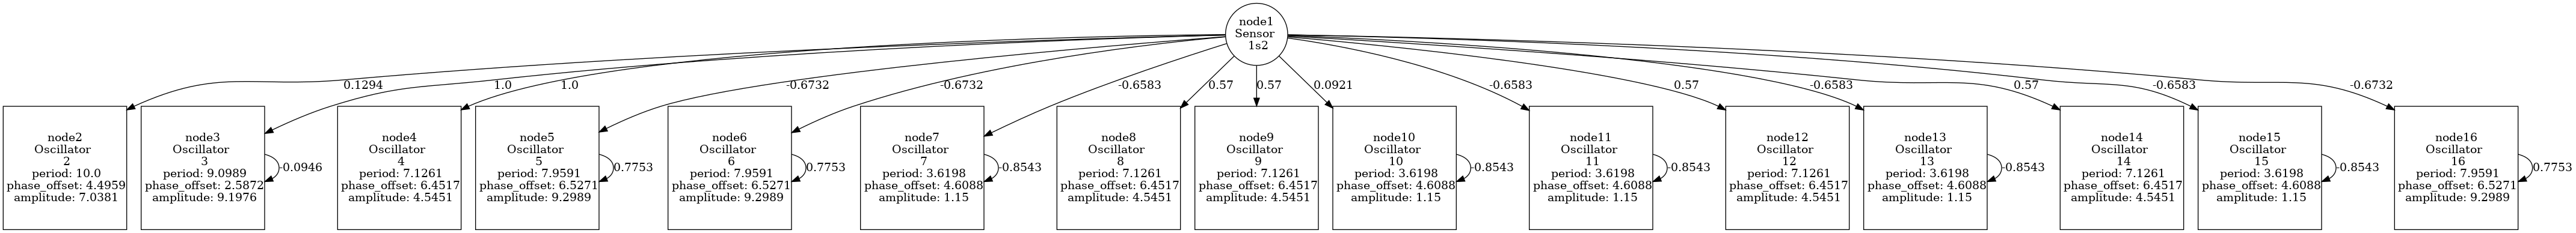 node1
Sensor
1s2
0.1294
1.0
1.0
-0.6732
-0.6732
-0.6583
0.57
0.57
0.0921
-0.6583
0.57
-0.6583
0.57
-0.6583
-0.6732
node2
Oscillator
2
period: 10.0
phase_offset: 4.4959
amplitude: 7.0381
node3
Oscillator
3
period: 9.0989
phase_offset: 2.5872
amplitude: 9.1976
-0.0946
node4
Oscillator
4
period: 7.1261
phase_offset: 6.4517
amplitude: 4.5451
node5
Oscillator
5
period: 7.9591
phase_offset: 6.5271
amplitude: 9.2989
0.7753
node6
Oscillator
6
period: 7.9591
phase_offset: 6.5271
amplitude: 9.2989
0.7753
node7
Oscillator
7
period: 3.6198
phase_offset: 4.6088
amplitude: 1.15
-0.8543
node8
Oscillator
8
period: 7.1261
phase_offset: 6.4517
amplitude: 4.5451
node9
Oscillator
9
period: 7.1261
phase_offset: 6.4517
amplitude: 4.5451
node10
Oscillator
10
period: 3.6198
phase_offset: 4.6088
amplitude: 1.15
-0.8543
node11
Oscillator
11
period: 3.6198
phase_offset: 4.6088
amplitude: 1.15
-0.8543
node12
Oscillator
12
period: 7.1261
phase_offset: 6.4517
amplitude: 4.5451
node13
Oscillator
13
period: 3.6198
phase_offset: 4.6088
amplitude: 1.15
-0.8543
node14
Oscillator
14
period: 7.1261
phase_offset: 6.4517
amplitude: 4.5451
node15
Oscillator
15
period: 3.6198
phase_offset: 4.6088
amplitude: 1.15
-0.8543
node16
Oscillator
16
period: 7.9591
phase_offset: 6.5271
amplitude: 9.2989
0.7753